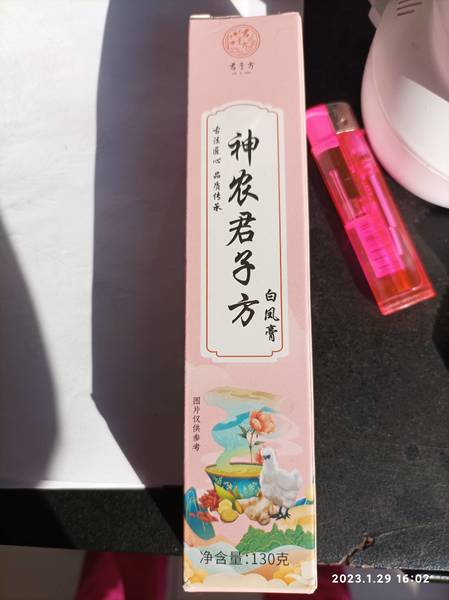 君子方
古法匠心 品质传承
神农君子方
白凤膏
图片仅供参考
净含量:130克
2023.1.29 16:02